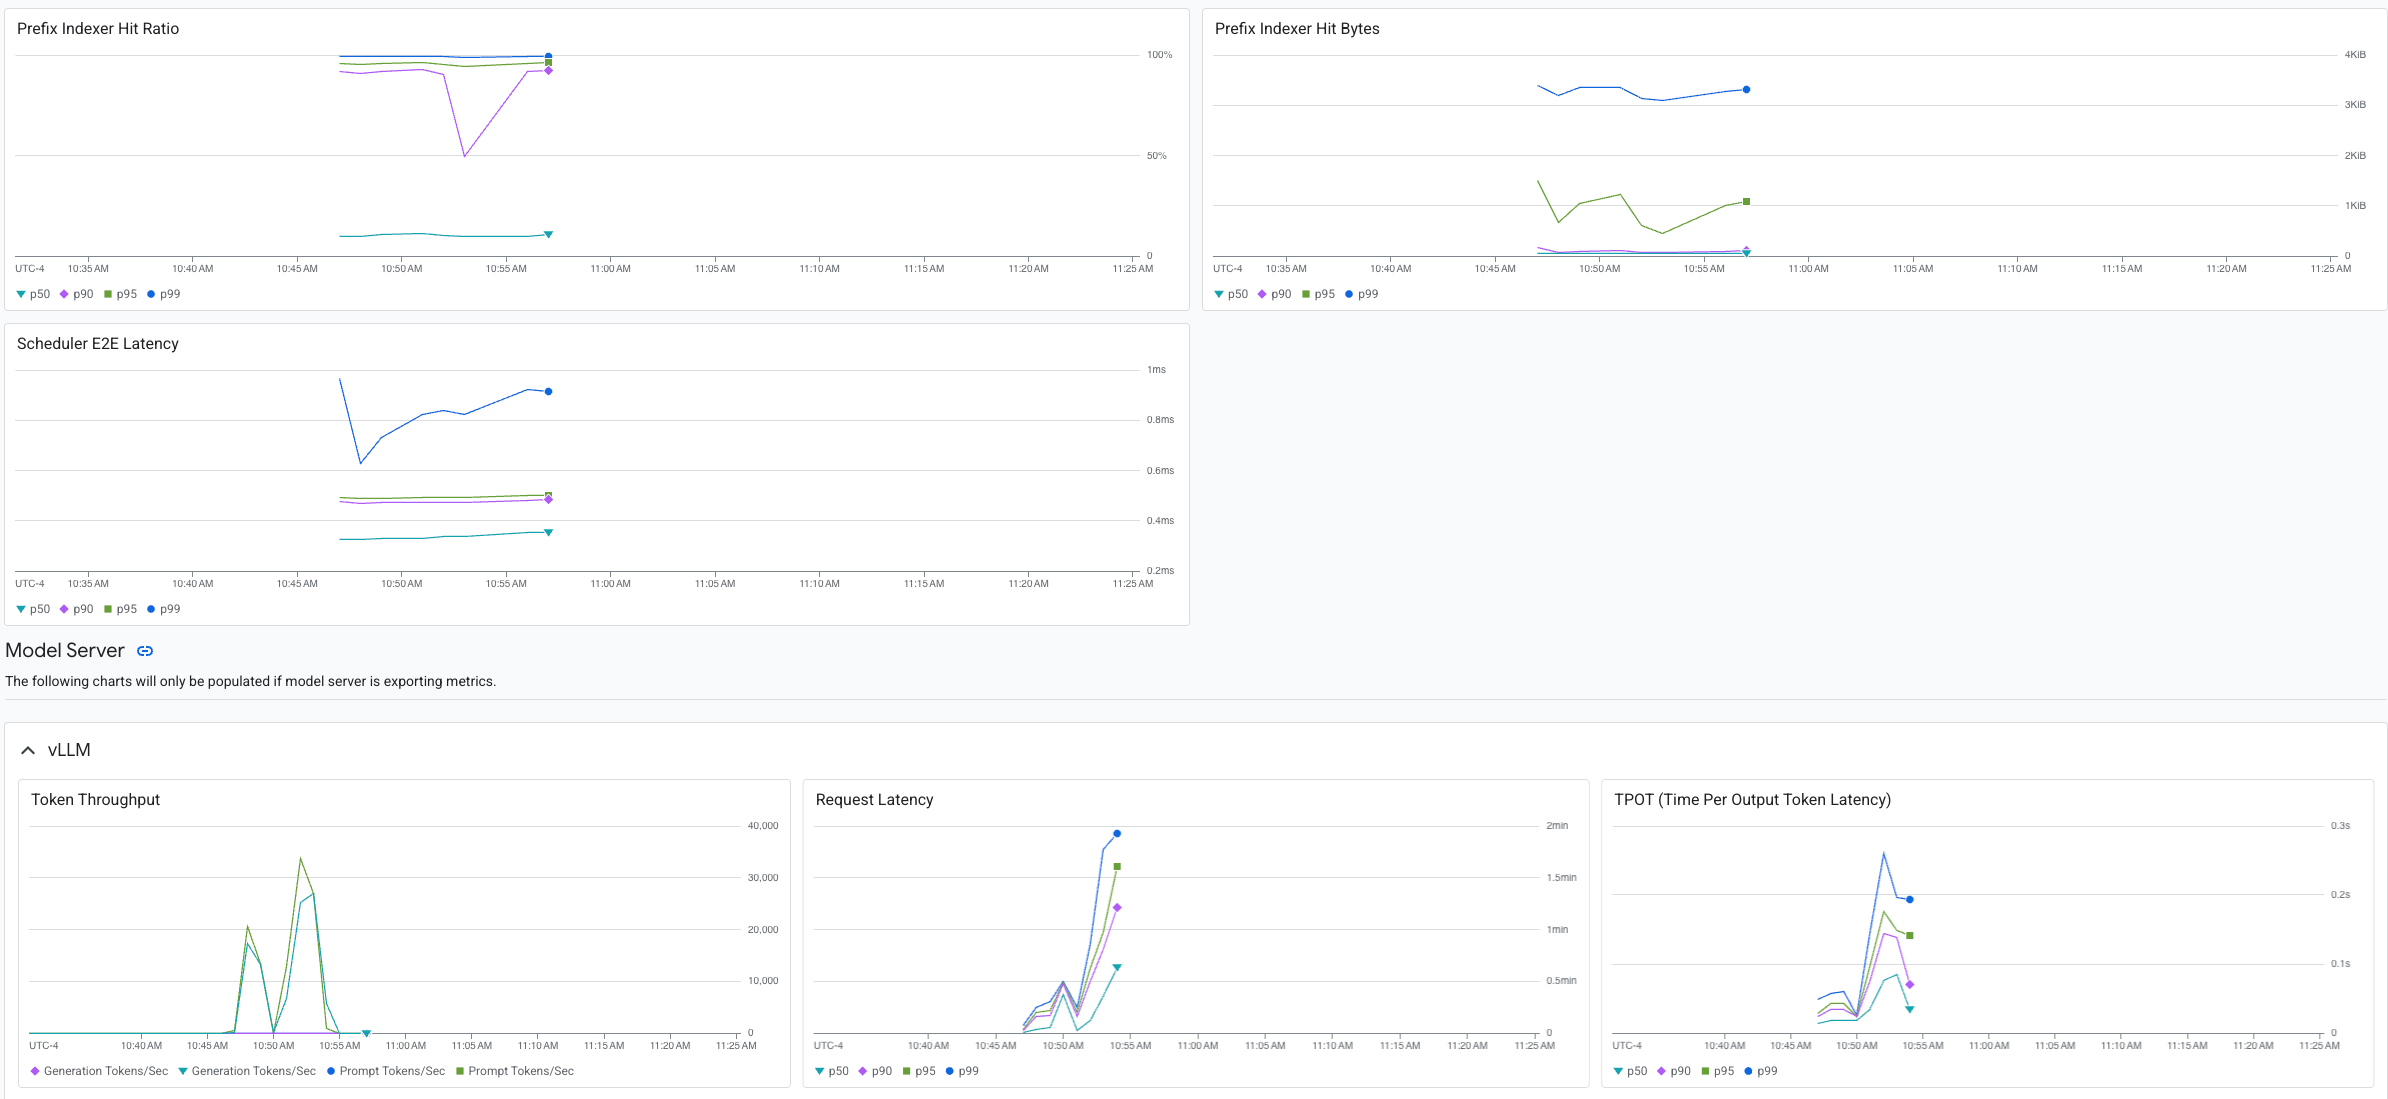 Prefix Indexer Hit Ratio
100%
50%
0
UTC-4 10:35 AM 10:40 AM 10:45 AM 10:50 AM 10:55 AM 11:00 AM 11:05 AM 11:10 AM 11:15 AM 11:20 AM 11:25 AM
p50 p90 p95 p99
Prefix Indexer Hit Bytes
4KiB
3KiB
2KiB
1KiB
0
UTC-4 10:35 AM 10:40 AM 10:45 AM 10:50 AM 10:55 AM 11:00 AM 11:05 AM 11:10 AM 11:15 AM 11:20 AM 11:25 AM
p50 p90 p95 p99
Scheduler E2E Latency
1ms
0.8ms
0.6ms
0.4ms
0.2ms
UTC-4 10:35 AM 10:40 AM 10:45 AM 10:50 AM 10:55 AM 11:00 AM 11:05 AM 11:10 AM 11:15 AM 11:20 AM 11:25 AM
p50 p90 p95 p99
Model Server
The following charts will only be populated if model server is exporting metrics.
vLLM
Token Throughput
40,000
30,000
20,000
10,000
0
UTC-4 10:40 AM 10:45 AM 10:50 AM 10:55 AM 11:00 AM 11:05 AM 11:10 AM 11:15 AM 11:20 AM 11:25 AM
Generation Tokens/Sec Generation Tokens/Sec Prompt Tokens/Sec Prompt Tokens/Sec
Request Latency
2min
1.5min
1min
0.5min
0
UTC-4 10:40 AM 10:45 AM 10:50 AM 10:55 AM 11:00 AM 11:05 AM 11:10 AM 11:15 AM 11:20 AM 11:25 AM
p50 p90 p95 p99
TPOT (Time Per Output Token Latency)
0.3s
0.2s
0.1s
0
UTC-4 10:40 AM 10:45 AM 10:50 AM 10:55 AM 11:00 AM 11:05 AM 11:10 AM 11:15 AM 11:20 AM 11:25 AM
p50 p90 p95 p99